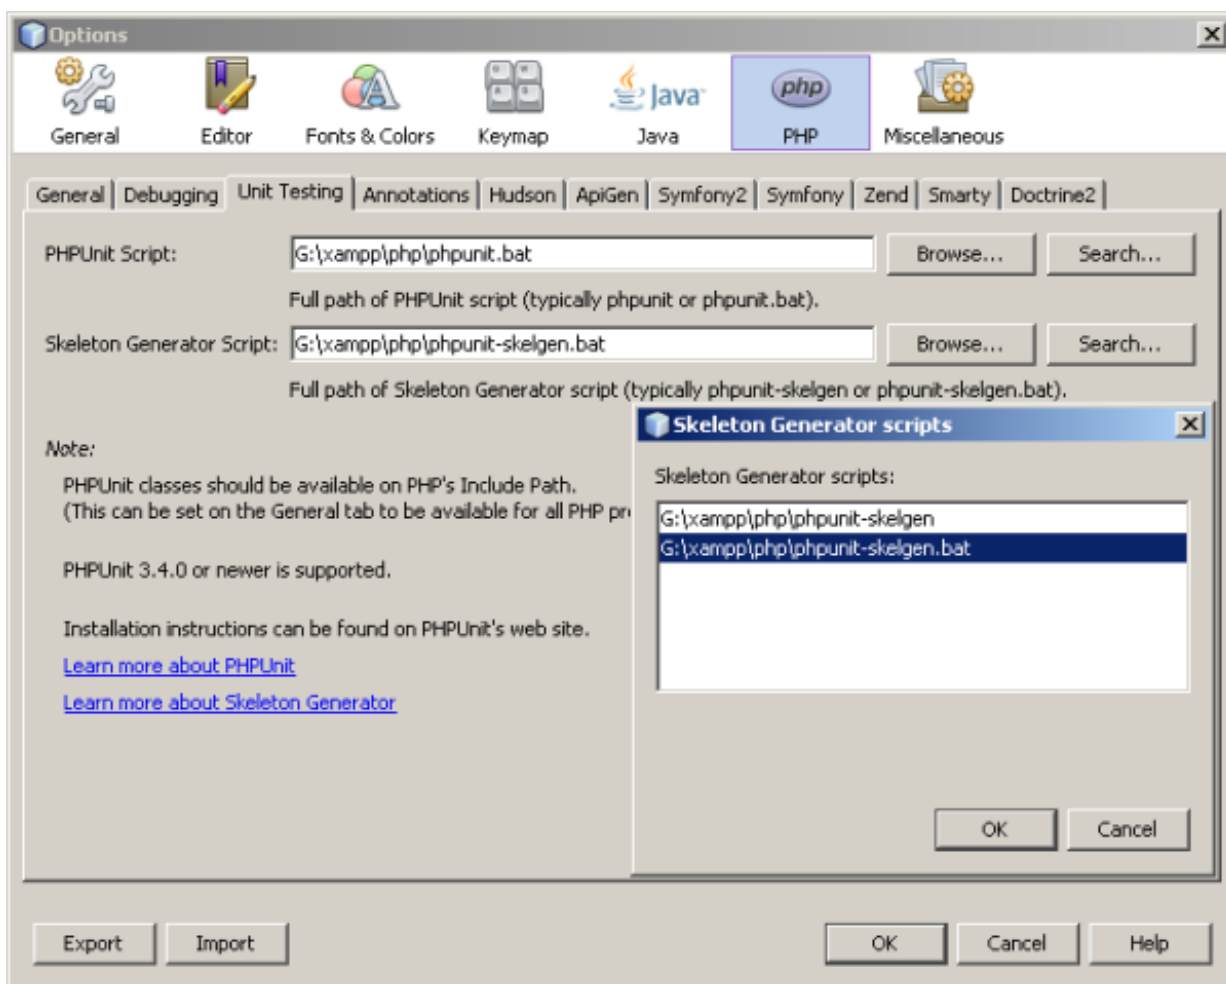 Options
General Editor Fonts & Colors Keymap Java PHP Miscellaneous
General Debugging Unit Testing Annotations Hudson ApiGen Symfony2 Symfony Zend Smarty Doctrine2
PHPUnit Script: G:\xampp\php\phpunit.bat Browse... Search...
Full path of PHPUnit script (typically phpunit or phpunit.bat).
Skeleton Generator Script: G:\xampp\php\phpunit-skelgen.bat Browse... Search...
Full path of Skeleton Generator script (typically phpunit-skelgen or phpunit-skelgen.bat).
Note:
PHPUnit classes should be available on PHP's Include Path.
(This can be set on the General tab to be available for all PHP
PHPUnit 3.4.0 or newer is supported.
Installation instructions can be found on PHPUnit's web site.
Learn more about PHPUnit
Learn more about Skeleton Generator
Skeleton Generator scripts
Skeleton Generator scripts:
G:\xampp\php\phpunit-skelgen
G:\xampp\php\phpunit-skelgen.bat
OK Cancel
Export Import OK Cancel Help